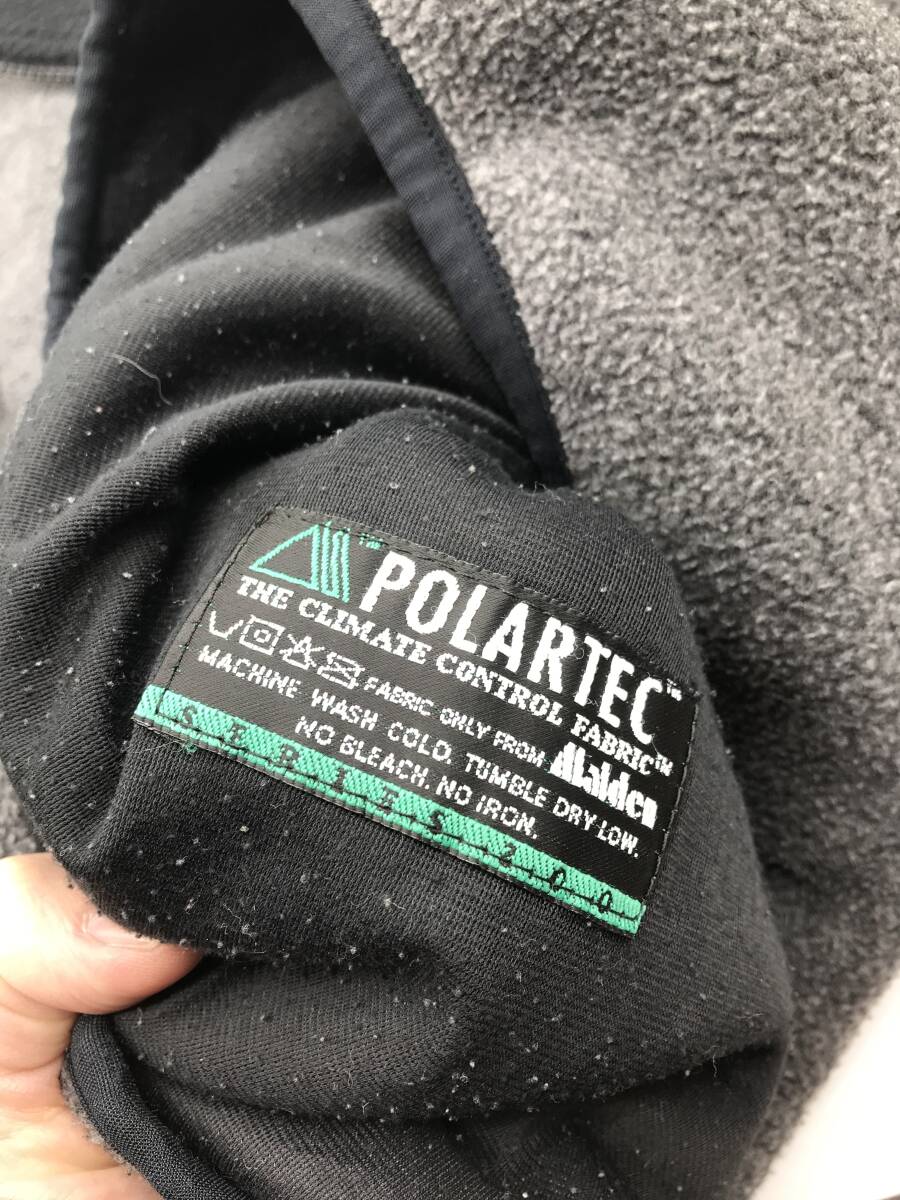 ™ POLARTEC™
THE CLIMATE CONTROL FABRIC™
FABRIC ONLY FROM Malden
MACHINE WASH COLD. TUMBLE DRY LOW.
NO BLEACH. NO IRON.
SERIES 200